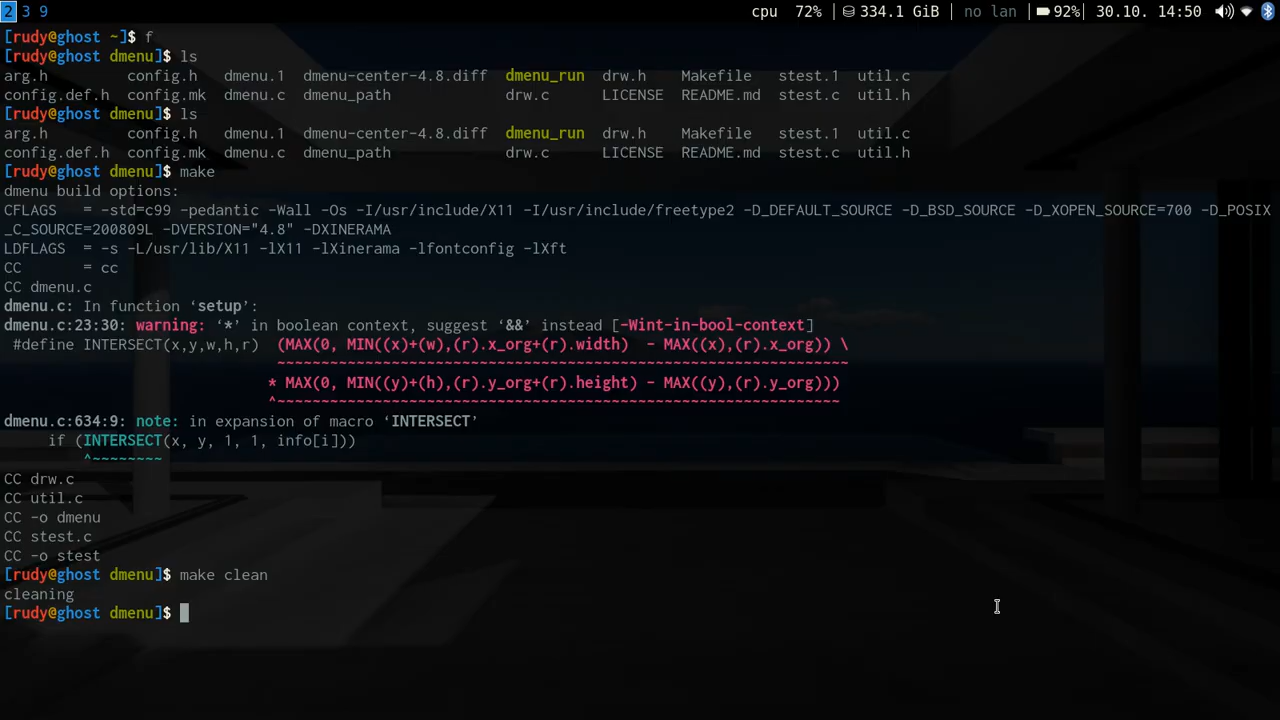 2 3 9 cpu 72% 334.1 GiB no lan 92% 30.10. 14:50
[rudy@ghost ~]$ f
[rudy@ghost dmenu]$ ls
arg.h config.h dmenu.1 dmenu-center-4.8.diff dmenu_run drw.h Makefile stest.1 util.c
config.def.h config.mk dmenu.c dmenu_path drw.c LICENSE README.md stest.c util.h
[rudy@ghost dmenu]$ ls
arg.h config.h dmenu.1 dmenu-center-4.8.diff dmenu_run drw.h Makefile stest.1 util.c
config.def.h config.mk dmenu.c dmenu_path drw.c LICENSE README.md stest.c util.h
[rudy@ghost dmenu]$ make
dmenu build options:
CFLAGS = -std=c99 -pedantic -Wall -Os -I/usr/include/X11 -I/usr/include/freetype2 -D_DEFAULT_SOURCE -D_BSD_SOURCE -D_XOPEN_SOURCE=700 -D_POSIX
_C_SOURCE=200809L -DVERSION="4.8" -DXINERAMA
LDFLAGS = -s -L/usr/lib/X11 -lX11 -lXinerama -lfontconfig -lXft
CC = cc
CC dmenu.c
dmenu.c: In function ‘setup’:
dmenu.c:23:30: warning: ‘*’ in boolean context, suggest ‘&&’ instead [-Wint-in-bool-context]
#define INTERSECT(x,y,w,h,r) (MAX(0, MIN((x)+(w),(r).x_org+(r).width) - MAX((x),(r).x_org)) \
~~~~~~~~~~~~~~~~~~~~~~~~~~~~~~~~~~~~~~~~~~~~~~~~~~~~~~~~~~~~~~~~~
* MAX(0, MIN((y)+(h),(r).y_org+(r).height) - MAX((y),(r).y_org)))
^~~~~~~~~~~~~~~~~~~~~~~~~~~~~~~~~~~~~~~~~~~~~~~~~~~~~~~~~~~~~~~~~
dmenu.c:634:9: note: in expansion of macro ‘INTERSECT’
if (INTERSECT(x, y, 1, 1, info[i]))
^~~~~~~~~
CC drw.c
CC util.c
CC -o dmenu
CC stest.c
CC -o stest
[rudy@ghost dmenu]$ make clean
cleaning
[rudy@ghost dmenu]$